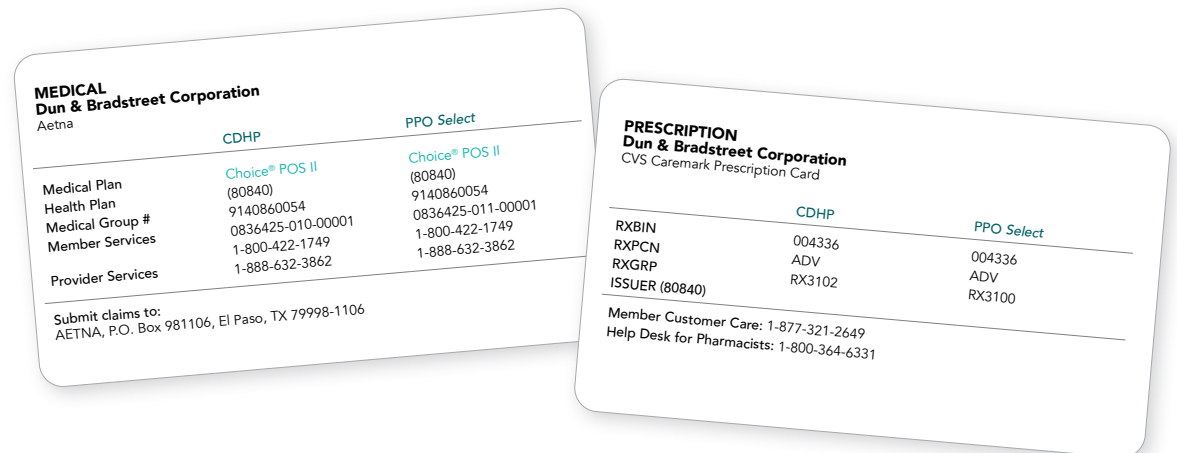 MEDICAL
Dun & Bradstreet Corporation
Aetna
CDHP PPO Select
Medical Plan Choice® POS II Choice® POS II
Health Plan (80840) (80840)
Medical Group # 9140860054 9140860054
Member Services 0836425-010-00001 0836425-011-00001
1-800-422-1749 1-800-422-1749
Provider Services 1-888-632-3862 1-888-632-3862
Submit claims to:
AETNA, P.O. Box 981106, El Paso, TX 79998-1106
PRESCRIPTION
Dun & Bradstreet Corporation
CVS Caremark Prescription Card
CDHP PPO Select
RXBIN 004336 004336
RXPCN ADV ADV
RXGRP RX3102 RX3100
ISSUER (80840)
Member Customer Care: 1-877-321-2649
Help Desk for Pharmacists: 1-800-364-6331